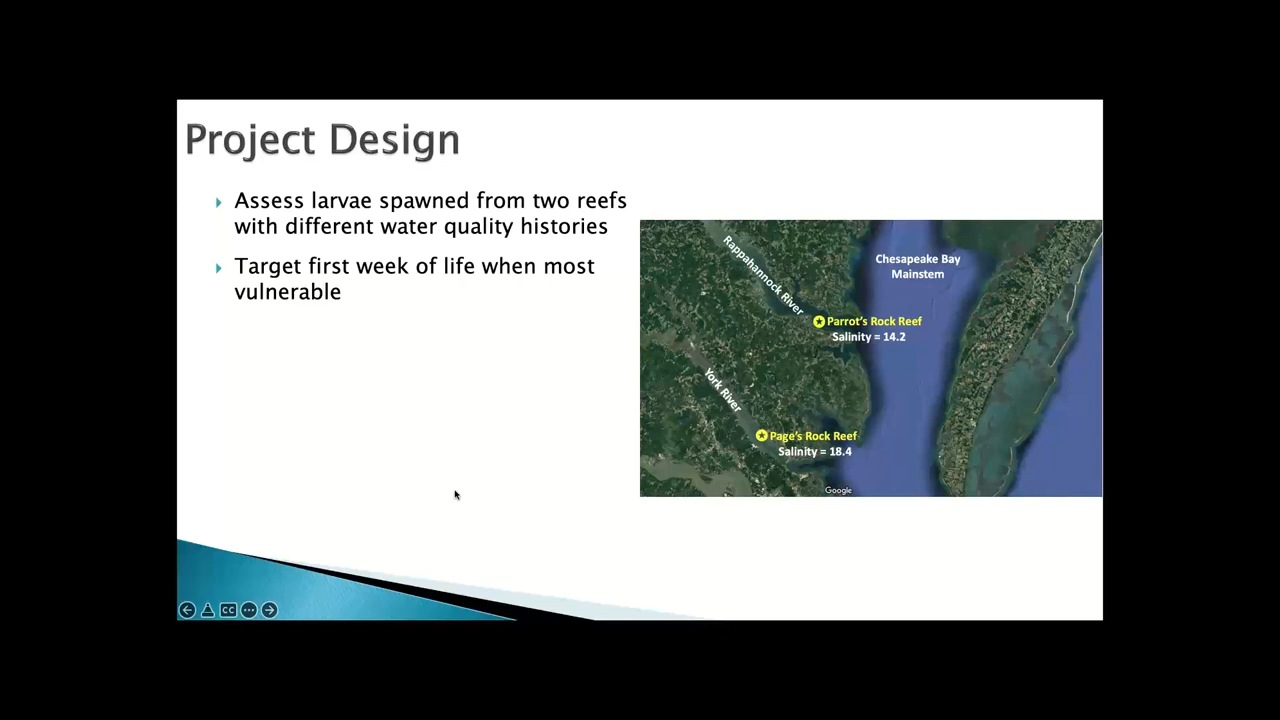 Project Design
Assess larvae spawned from two reefs
with different water quality histories
Target first week of life when most
vulnerable
Rappahannock River
Chesapeake Bay
Mainstem
Parrot's Rock Reef
Salinity = 14.2
York River
Page's Rock Reef
Salinity = 18.4
Google
CC